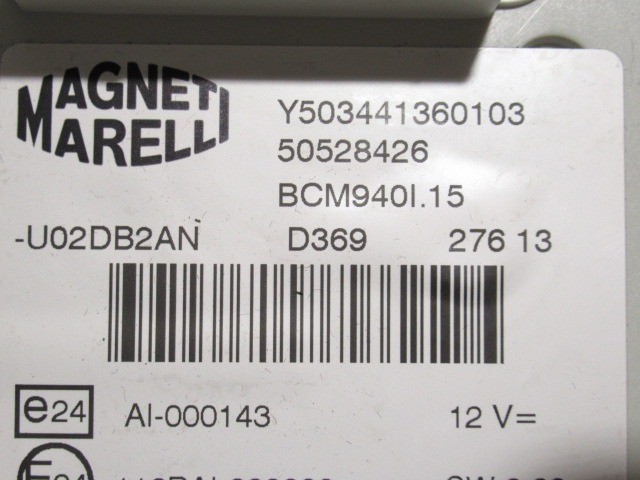 MAGNETI
MARELLI
Y503441360103
50528426
BCM940I.15
-U02DB2AN D369 276 13
e24 AI-000143 12 V=